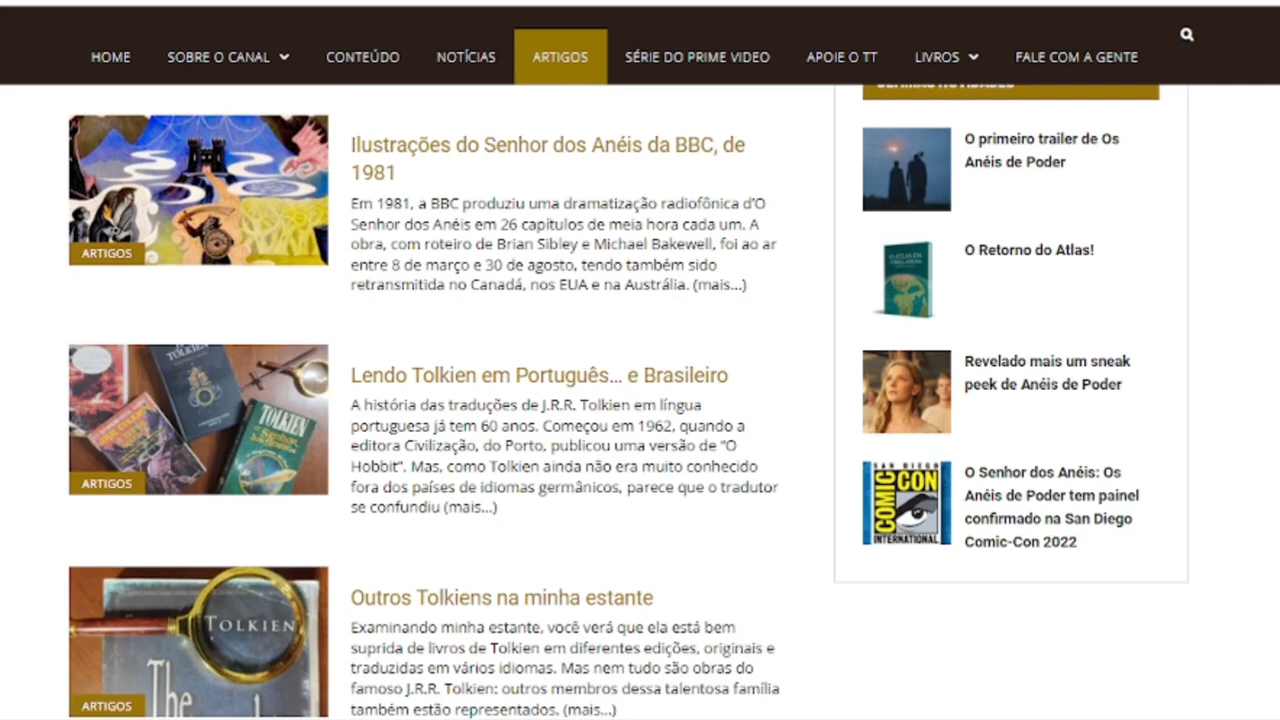 HOME
SOBRE O CANAL
CONTEÚDO
NOTÍCIAS
ARTIGOS
SÉRIE DO PRIME VIDEO
APOIE O TT
LIVROS
FALE COM A GENTE
ARTIGOS
Ilustrações do Senhor dos Anéis da BBC, de
1981
Em 1981, a BBC produziu uma dramatização radiofônica d'O
Senhor dos Anéis em 26 capítulos de meia hora cada um. A
obra, com roteiro de Brian Sibley e Michael Bakewell, foi ao ar
entre 8 de março e 30 de agosto, tendo também sido
retransmitida no Canadá, nos EUA e na Austrália. (mais...)
TOLKIEN
TOLKIEN
ARTIGOS
Lendo Tolkien em Português... e Brasileiro
A história das traduções de J.R.R. Tolkien em língua
portuguesa já tem 60 anos. Começou em 1962, quando a
editora Civilização, do Porto, publicou uma versão de "O
Hobbit". Mas, como Tolkien ainda não era muito conhecido
fora dos países de idiomas germânicos, parece que o tradutor
se confundiu (mais...)
TOLKIEN
The
ARTIGOS
Outros Tolkiens na minha estante
Examinando minha estante, você verá que ela está bem
suprida de livros de Tolkien em diferentes edições, originais e
traduzidas em vários idiomas. Mas nem tudo são obras do
famoso J.R.R. Tolkien: outros membros dessa talentosa família
também estão representados. (mais...)
O primeiro trailer de Os
Anéis de Poder
O Retorno do Atlas!
Revelado mais um sneak
peek de Anéis de Poder
SAN DIEGO
COMIC
CON
INTERNATIONAL
O Senhor dos Anéis: Os
Anéis de Poder tem painel
confirmado na San Diego
Comic-Con 2022